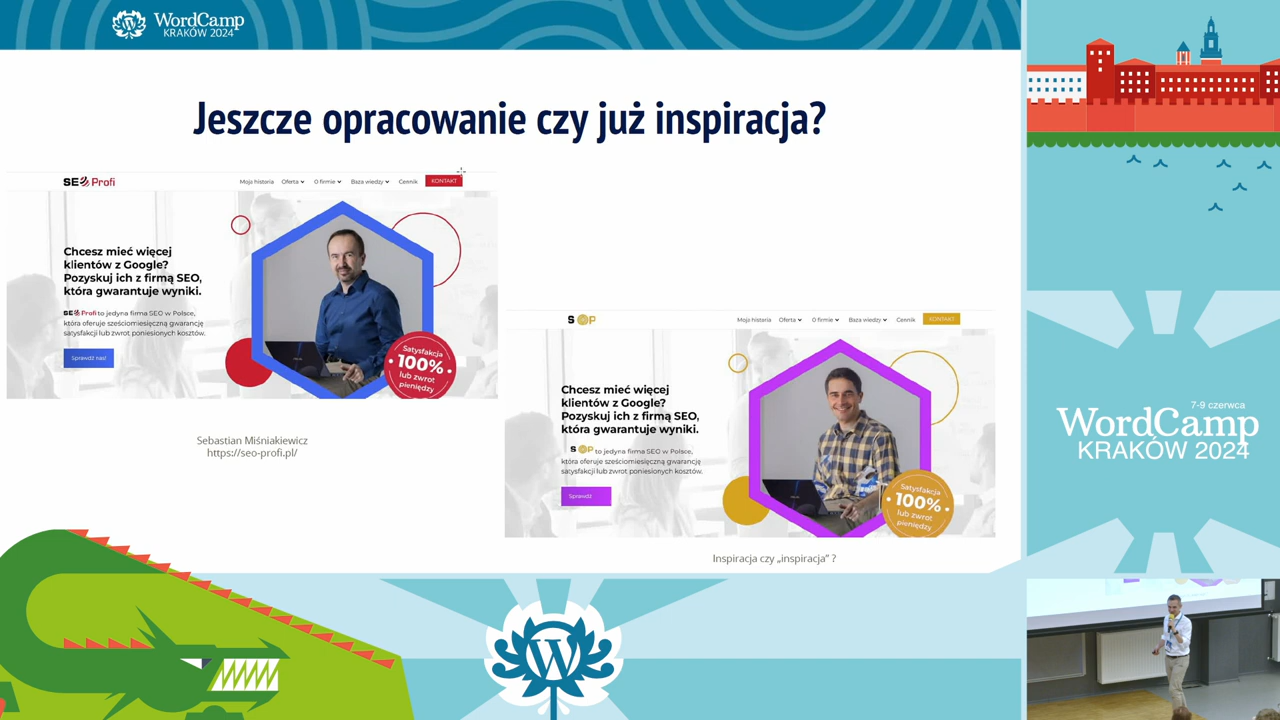 WordCamp
KRAKÓW 2024
Jeszcze opracowanie czy już inspiracja?
SEO Profi
Moja historia Oferta O firmie Baza wiedzy Cennik KONTAKT
Chcesz mieć więcej
klientów z Google?
Pozyskuj ich z firmą SEO,
która gwarantuje wyniki.
SEO Profi to jedyna firma SEO w Polsce,
która oferuje sześciomiesięczną gwarancję
satysfakcji lub zwrot poniesionych kosztów.
Sprawdź nas!
Satysfakcja
100%
lub zwrot
pieniędzy
Sebastian Miśniakiewicz
https://seo-profi.pl/
SOP
Moja historia Oferta O firmie Baza wiedzy Cennik KONTAKT
Chcesz mieć więcej
klientów z Google?
Pozyskuj ich z firmą SEO,
która gwarantuje wyniki.
SOP to jedyna firma SEO w Polsce,
która oferuje sześciomiesięczną gwarancję
satysfakcji lub zwrot poniesionych kosztów.
Sprawdź
Satysfakcja
100%
lub zwrot
pieniędzy
Inspiracja czy „inspiracja” ?
7-9 czerwca
WordCamp
KRAKÓW 2024
W